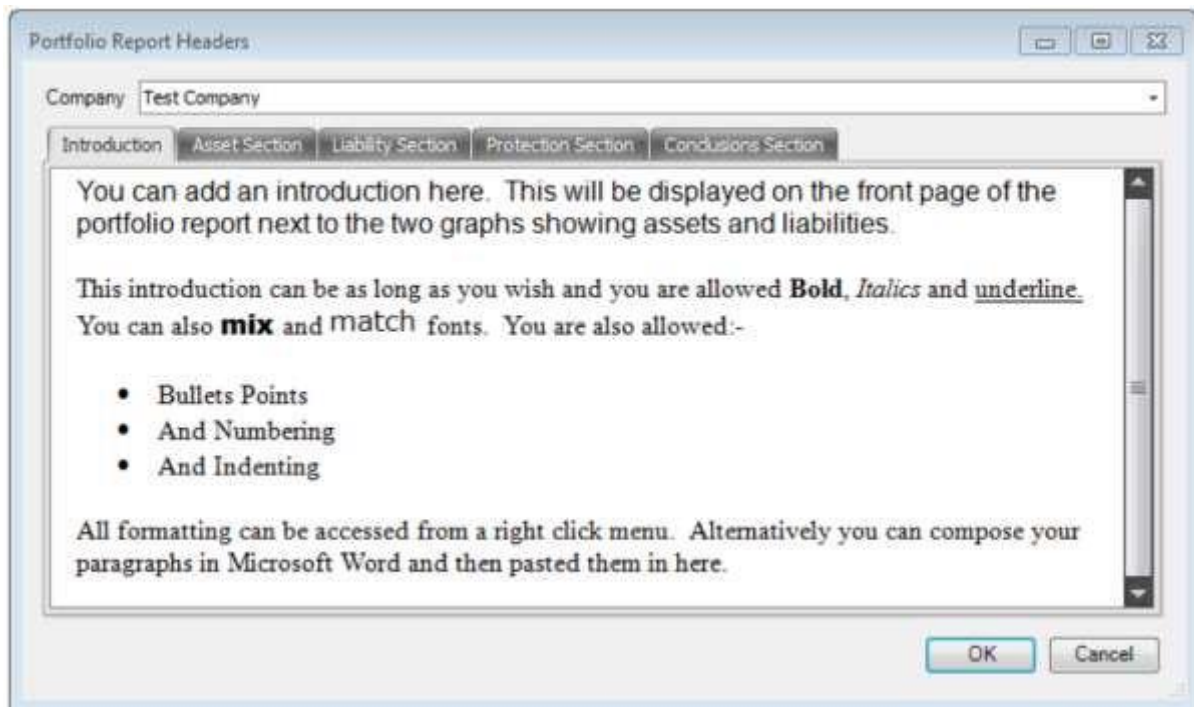 Portfolio Report Headers
Company Test Company
Introduction Asset Section Liability Section Protection Section Conclusions Section
You can add an introduction here. This will be displayed on the front page of the
portfolio report next to the two graphs showing assets and liabilities.
This introduction can be as long as you wish and you are allowed Bold, Italics and underline.
You can also mix and match fonts. You are also allowed:-
• Bullets Points
• And Numbering
• And Indenting
All formatting can be accessed from a right click menu. Alternatively you can compose your
paragraphs in Microsoft Word and then pasted them in here.
OK Cancel